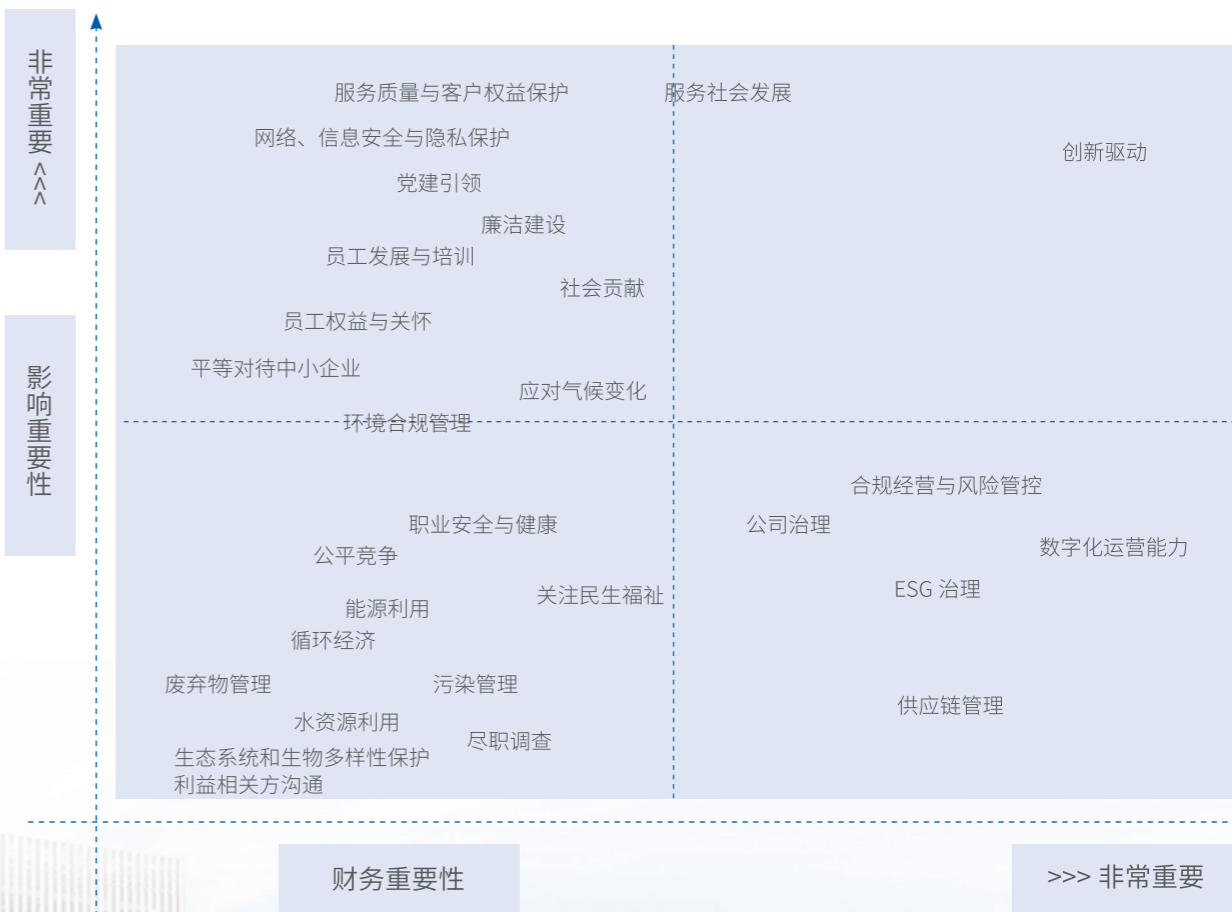 非常重要 >>>
影响重要性
服务质量与客户权益保护
服务社会发展
网络、信息安全与隐私保护
创新驱动
党建引领
廉洁建设
员工发展与培训
社会贡献
员工权益与关怀
平等对待中小企业
应对气候变化
环境合规管理
合规经营与风险管控
职业安全与健康
公司治理
数字化运营能力
公平竞争
ESG 治理
关注民生福祉
能源利用
循环经济
废弃物管理
污染管理
供应链管理
水资源利用
尽职调查
生态系统和生物多样性保护
利益相关方沟通
财务重要性
>>> 非常重要